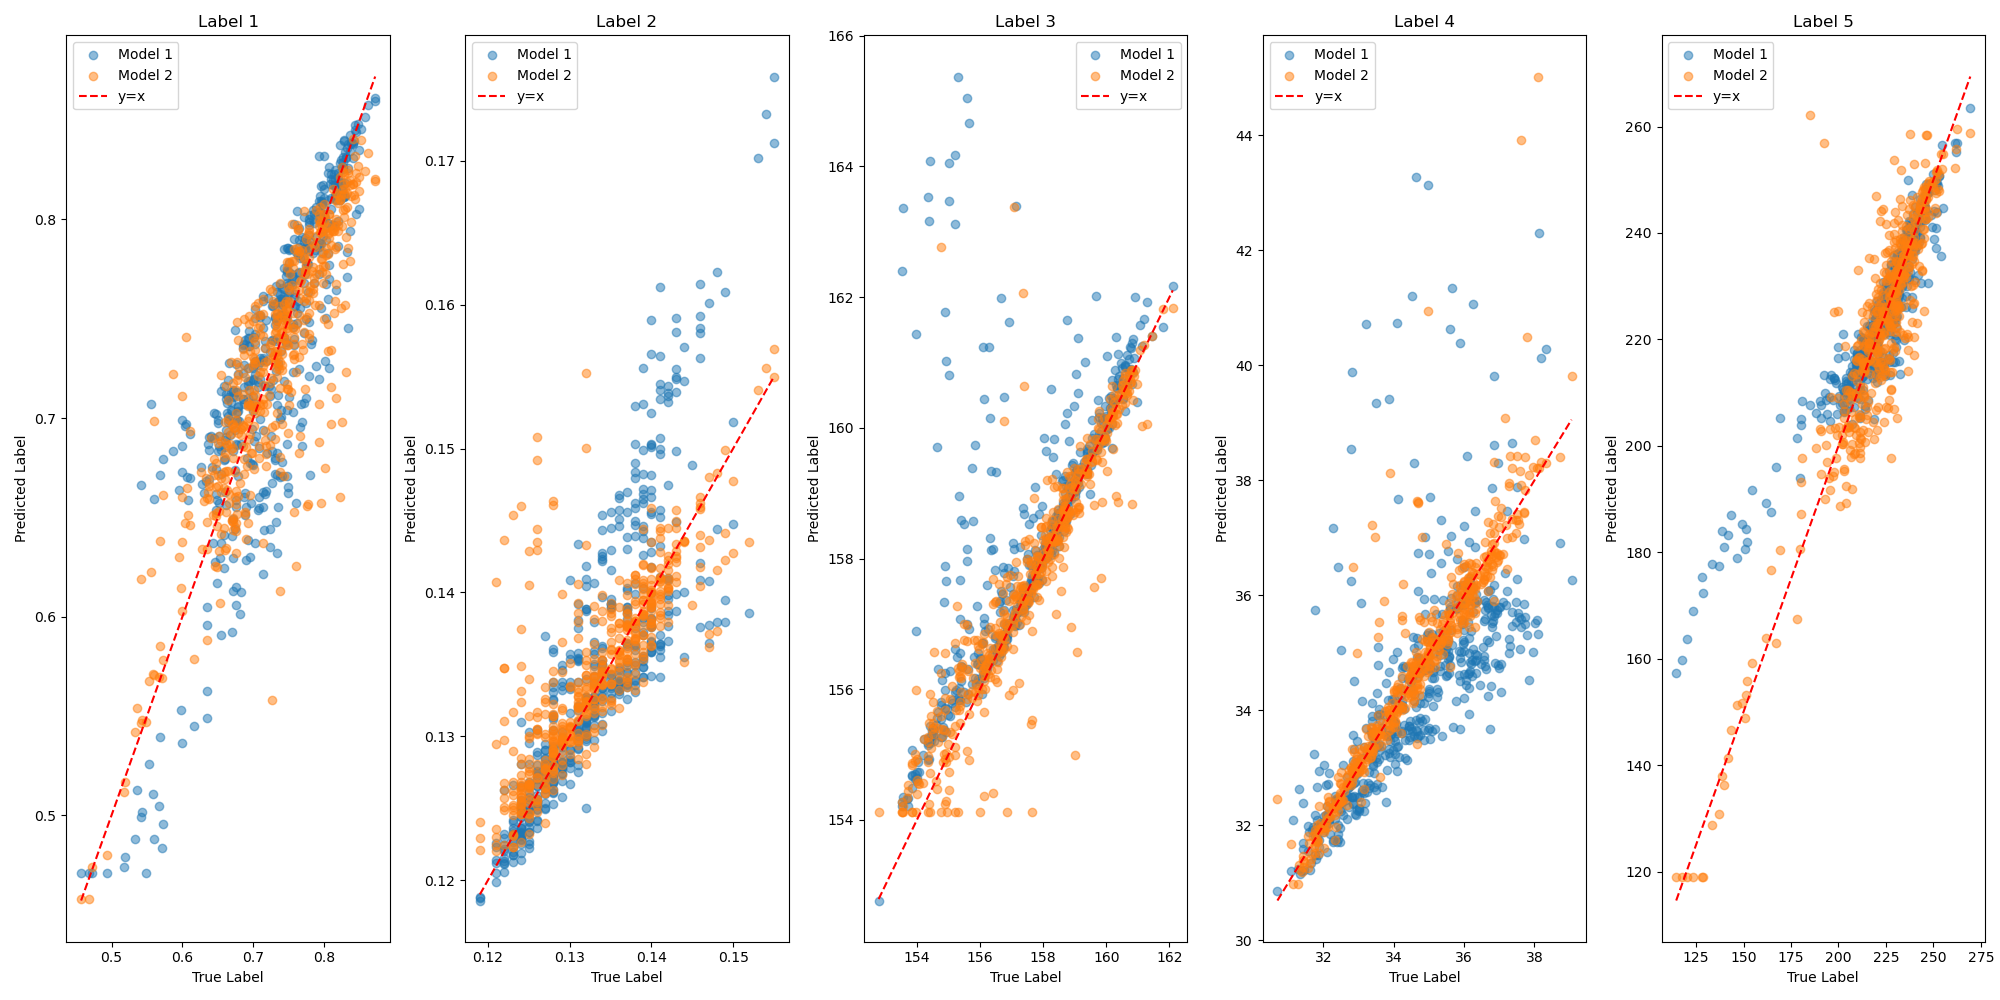 Label 1
Model 1
Model 2
y=x
0.8
0.7
0.6
0.5
Predicted Label
0.5 0.6 0.7 0.8
True Label
Label 2
Model 1
Model 2
y=x
0.17
0.16
0.15
0.14
0.13
0.12
Predicted Label
0.12 0.13 0.14 0.15
True Label
Label 3
Model 1
Model 2
y=x
166
164
162
160
158
156
154
Predicted Label
154 156 158 160 162
True Label
Label 4
Model 1
Model 2
y=x
44
42
40
38
36
34
32
30
Predicted Label
32 34 36 38
True Label
Label 5
Model 1
Model 2
y=x
260
240
220
200
180
160
140
120
Predicted Label
125 150 175 200 225 250 275
True Label